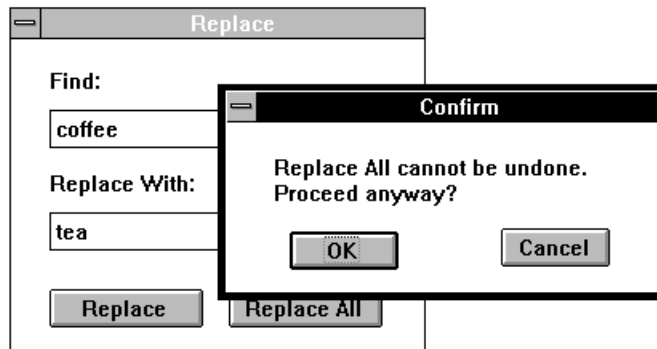 Replace
Find:
coffee
Replace With:
tea
Replace
Replace All
Confirm
Replace All cannot be undone.
Proceed anyway?
OK
Cancel